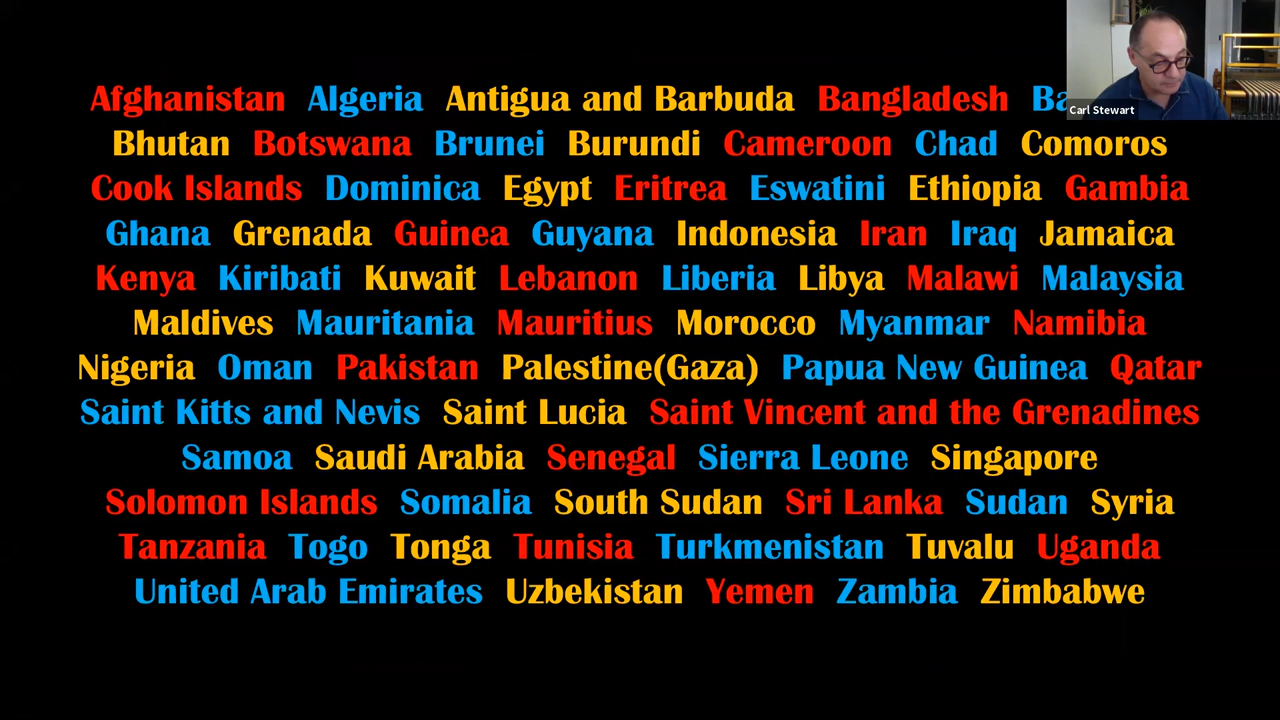 Afghanistan Algeria Antigua and Barbuda Bangladesh
Carl Stewart
Bhutan Botswana Brunei Burundi Cameroon Chad Comoros
Cook Islands Dominica Egypt Eritrea Eswatini Ethiopia Gambia
Ghana Grenada Guinea Guyana Indonesia Iran Iraq Jamaica
Kenya Kiribati Kuwait Lebanon Liberia Libya Malawi Malaysia
Maldives Mauritania Mauritius Morocco Myanmar Namibia
Nigeria Oman Pakistan Palestine(Gaza) Papua New Guinea Qatar
Saint Kitts and Nevis Saint Lucia Saint Vincent and the Grenadines
Samoa Saudi Arabia Senegal Sierra Leone Singapore
Solomon Islands Somalia South Sudan Sri Lanka Sudan Syria
Tanzania Togo Tonga Tunisia Turkmenistan Tuvalu Uganda
United Arab Emirates Uzbekistan Yemen Zambia Zimbabwe